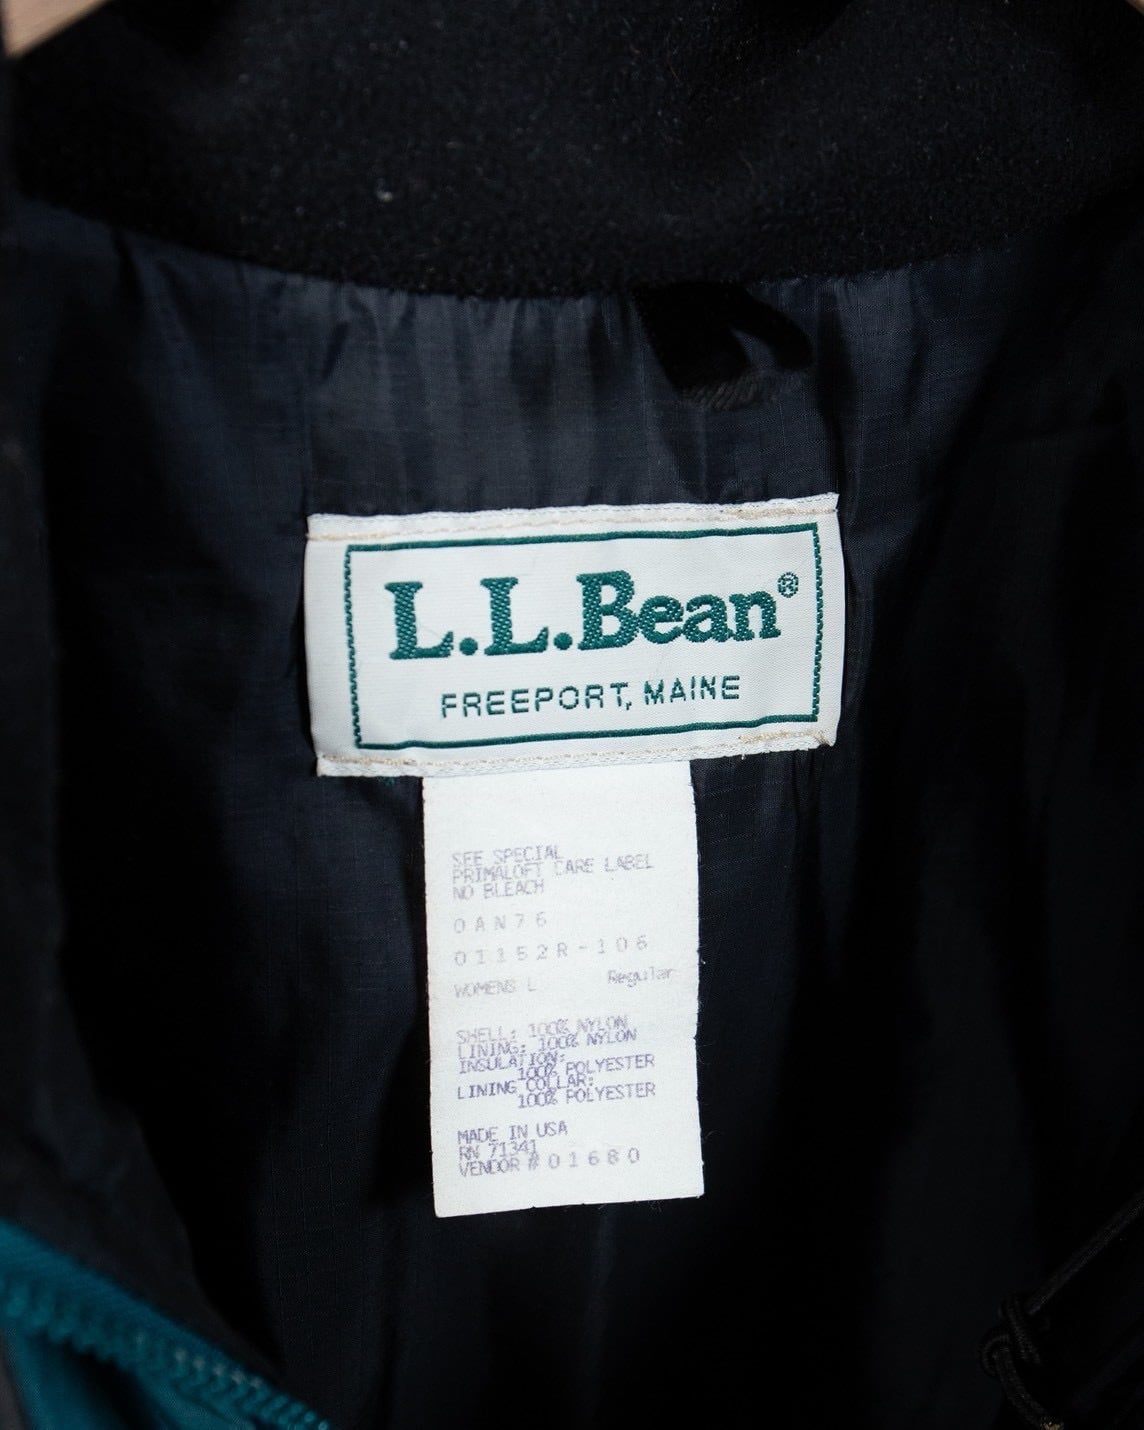 L.L.Bean®
FREEPORT, MAINE
SEE SPECIAL
PRIMALOFT CARE LABEL
NO BLEACH
0AN76
01152R-106
WOMENS L Regular
SHELL: 100% NYLON
LINING: 100% NYLON
INSULATION:
100% POLYESTER
LINING COLLAR:
100% POLYESTER
MADE IN USA
RN 71341
VENDOR #01680